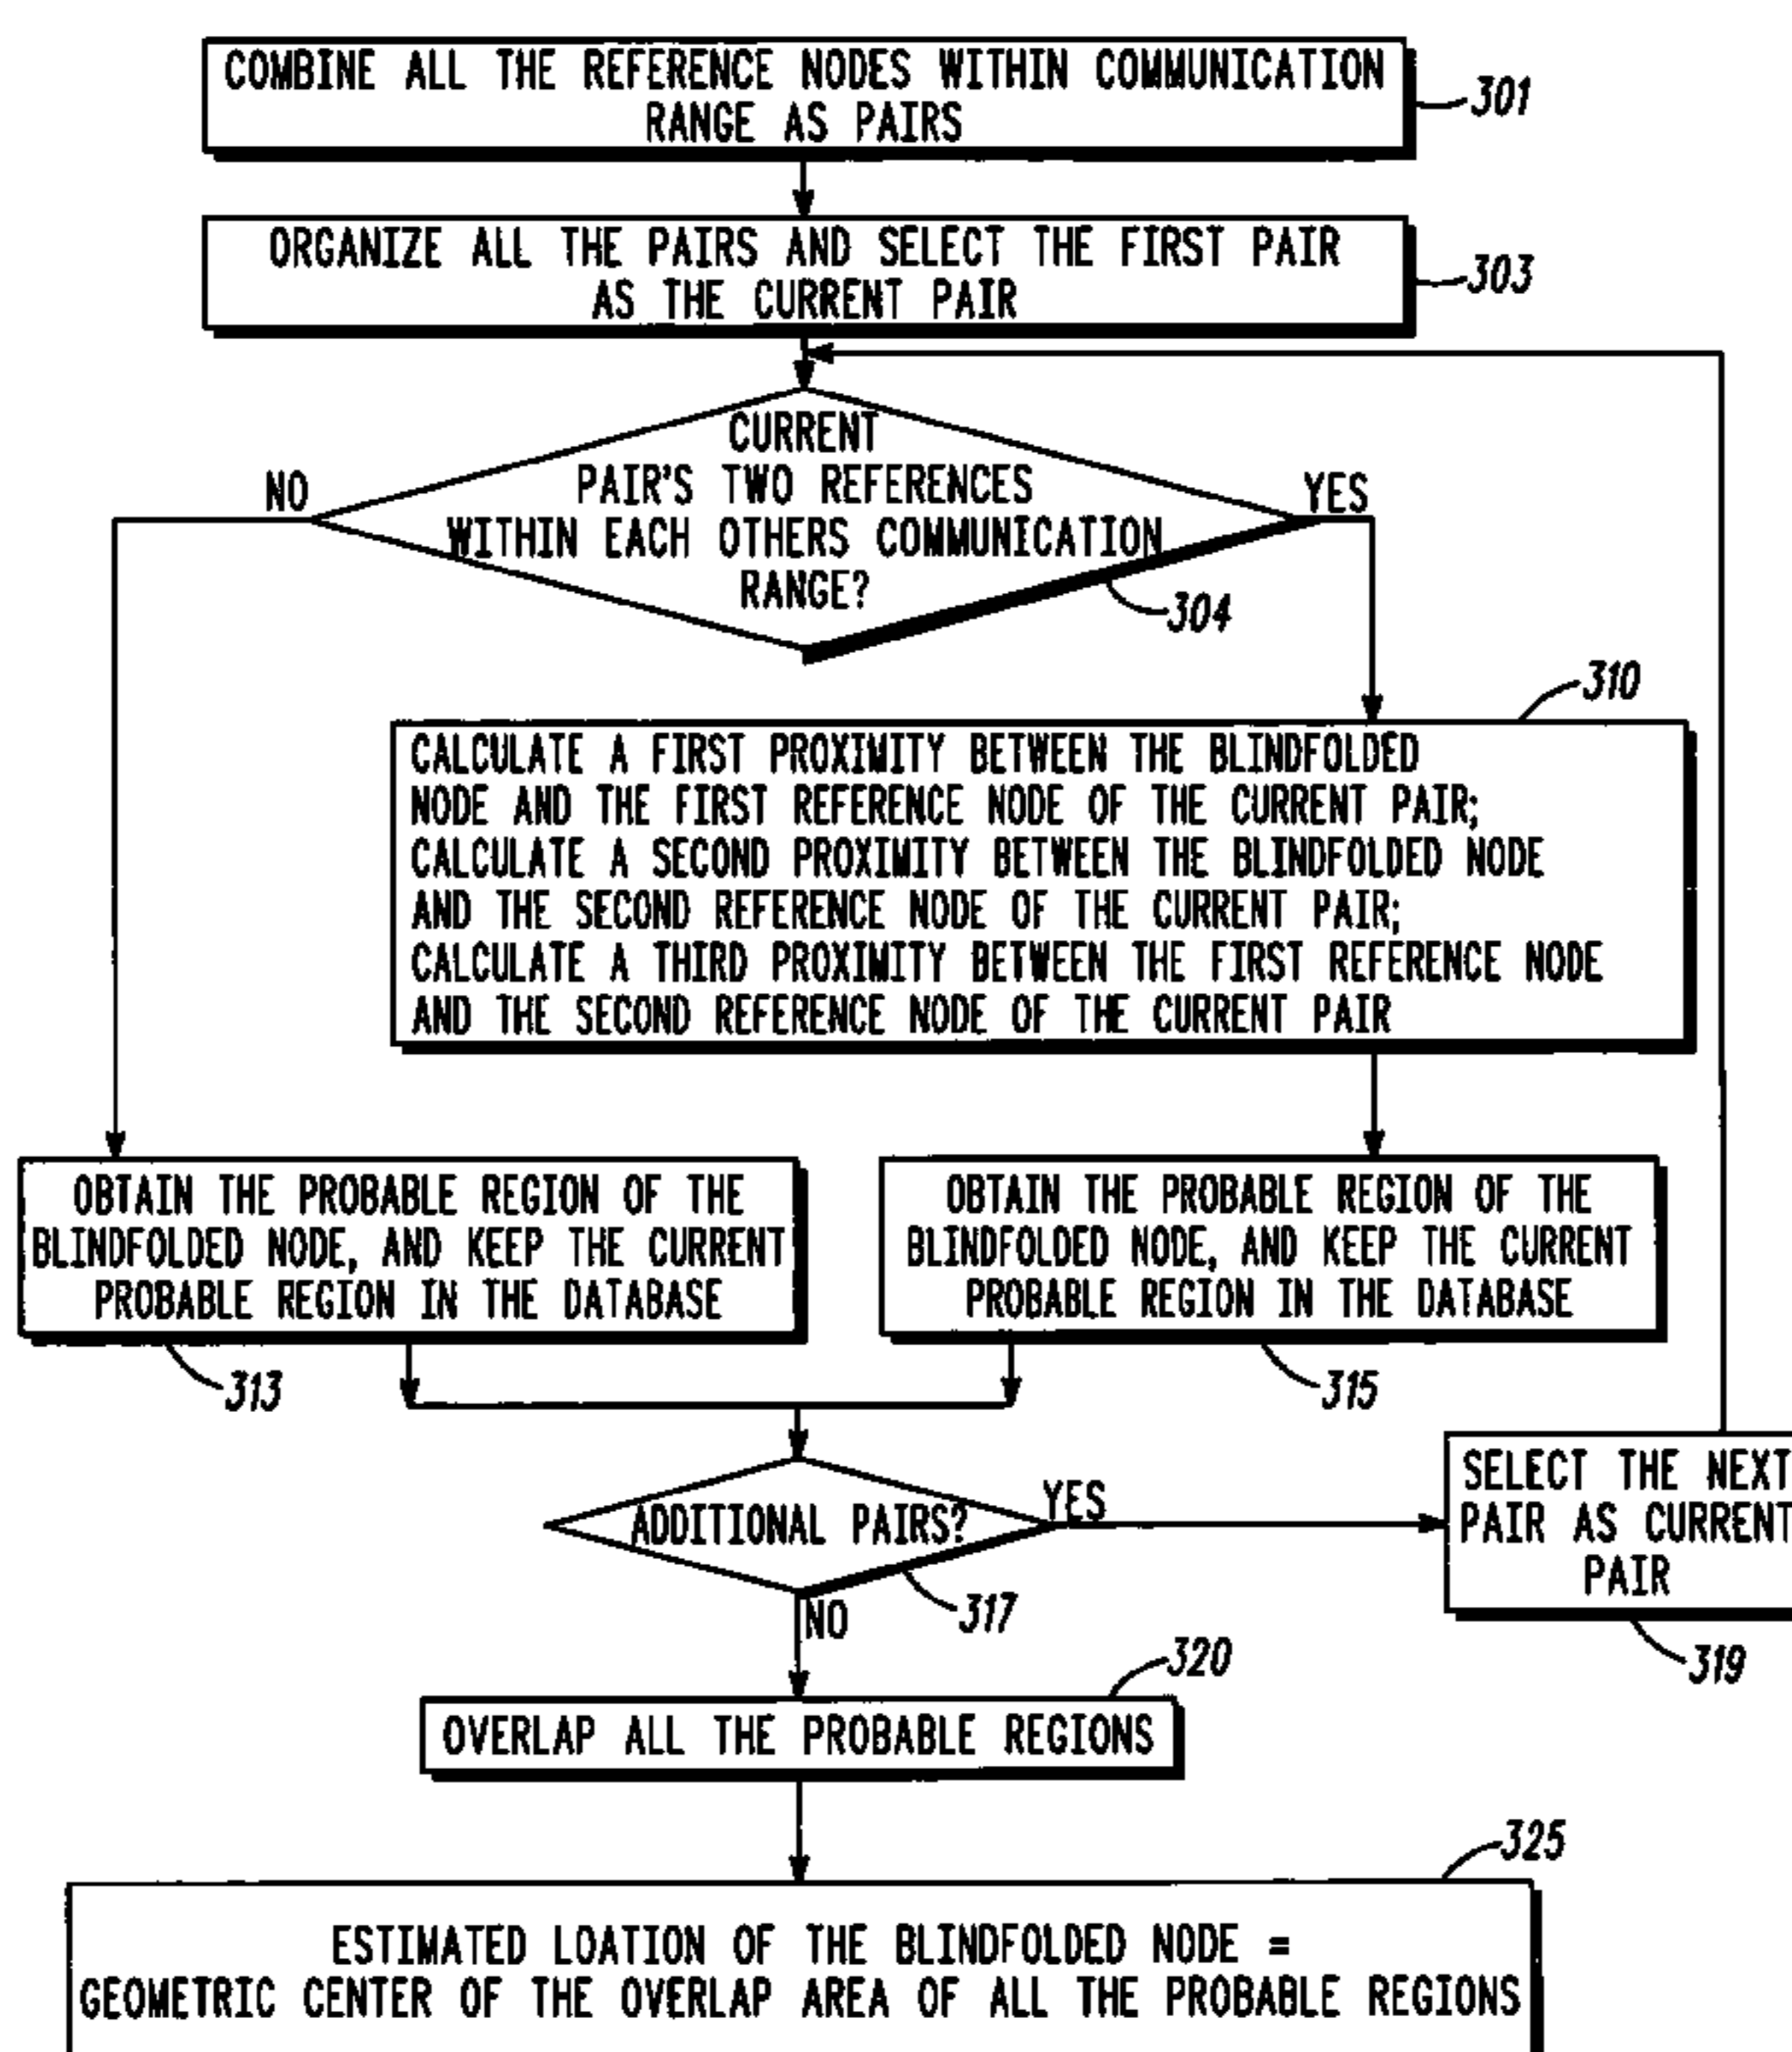 COMBINE ALL THE REFERENCE NODES WITHIN COMMUNICATION
RANGE AS PAIRS
301
ORGANIZE ALL THE PAIRS AND SELECT THE FIRST PAIR
AS THE CURRENT PAIR
303
CURRENT
PAIR'S TWO REFERENCES
WITHIN EACH OTHERS COMMUNICATION
RANGE?
NO
YES
304
310
CALCULATE A FIRST PROXIMITY BETWEEN THE BLINDFOLDED
NODE AND THE FIRST REFERENCE NODE OF THE CURRENT PAIR;
CALCULATE A SECOND PROXIMITY BETWEEN THE BLINDFOLDED NODE
AND THE SECOND REFERENCE NODE OF THE CURRENT PAIR;
CALCULATE A THIRD PROXIMITY BETWEEN THE FIRST REFERENCE NODE
AND THE SECOND REFERENCE NODE OF THE CURRENT PAIR
OBTAIN THE PROBABLE REGION OF THE
BLINDFOLDED NODE, AND KEEP THE CURRENT
PROBABLE REGION IN THE DATABASE
313
OBTAIN THE PROBABLE REGION OF THE
BLINDFOLDED NODE, AND KEEP THE CURRENT
PROBABLE REGION IN THE DATABASE
315
ADDITIONAL PAIRS?
YES
317
NO
SELECT THE NEXT
PAIR AS CURRENT
PAIR
319
320
OVERLAP ALL THE PROBABLE REGIONS
325
ESTIMATED LOATION OF THE BLINDFOLDED NODE =
GEOMETRIC CENTER OF THE OVERLAP AREA OF ALL THE PROBABLE REGIONS